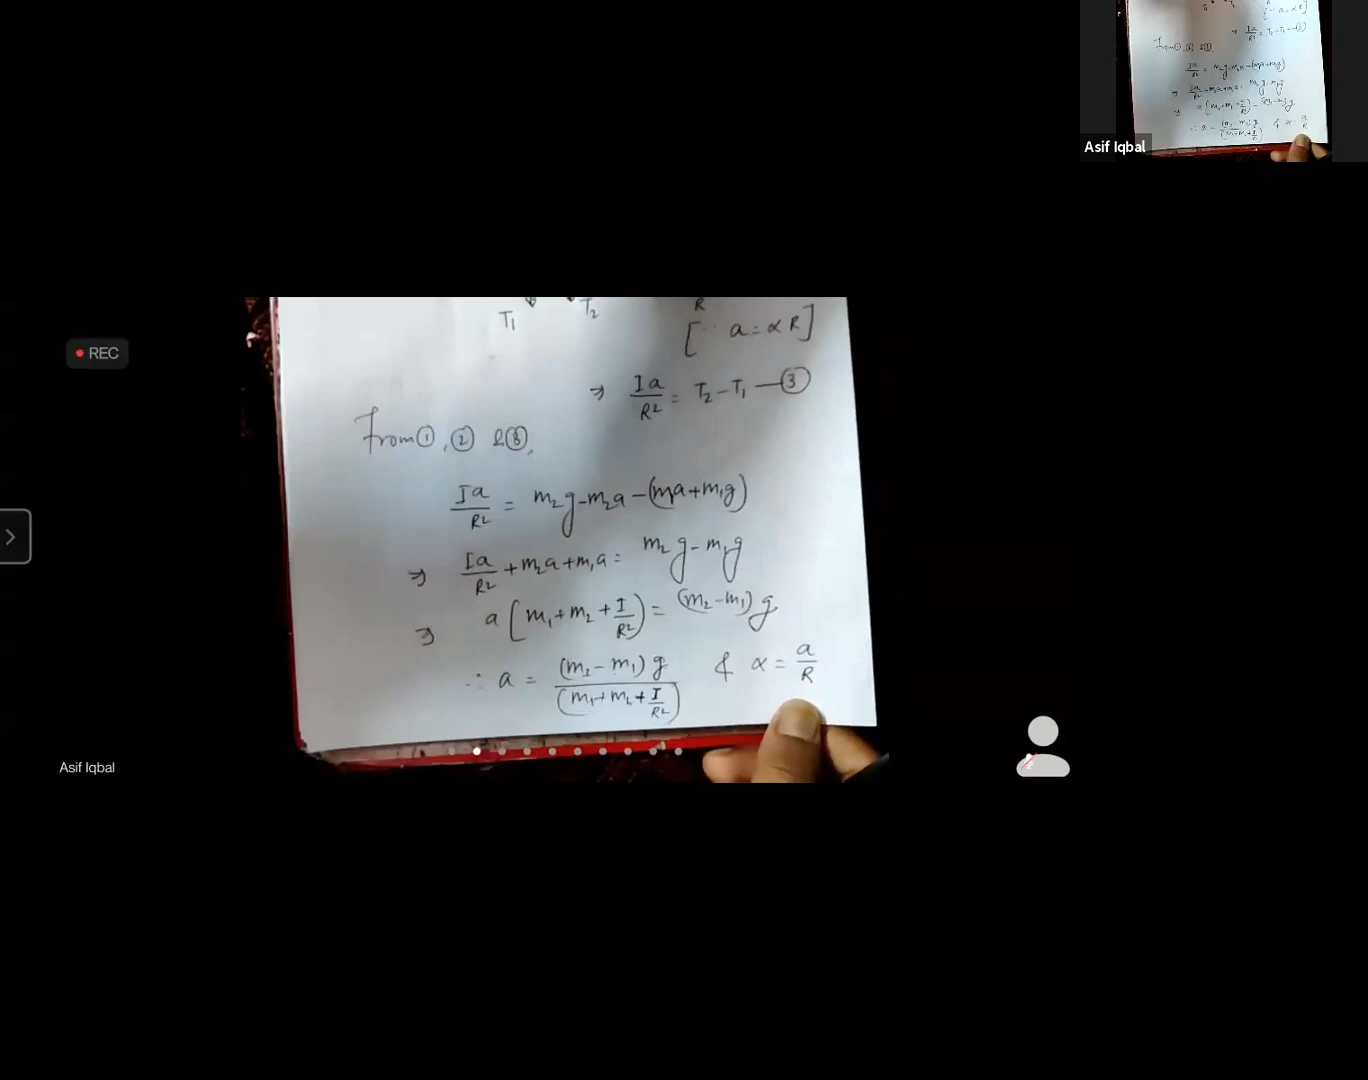 Asif Iqbal
REC
T₁ T₂ R
[∵ a = αR]
⇒ Ia/R² = T₂ - T₁ —③
From ①, ② & ③,
Ia/R² = m₂g - m₂a - (m₁a + m₁g)
⇒ Ia/R² + m₂a + m₁a = m₂g - m₁g
⇒ a(m₁ + m₂ + I/R²) = (m₂ - m₁)g
∴ a = (m₂ - m₁)g / (m₁ + m₂ + I/R²) & α = a/R
Asif Iqbal